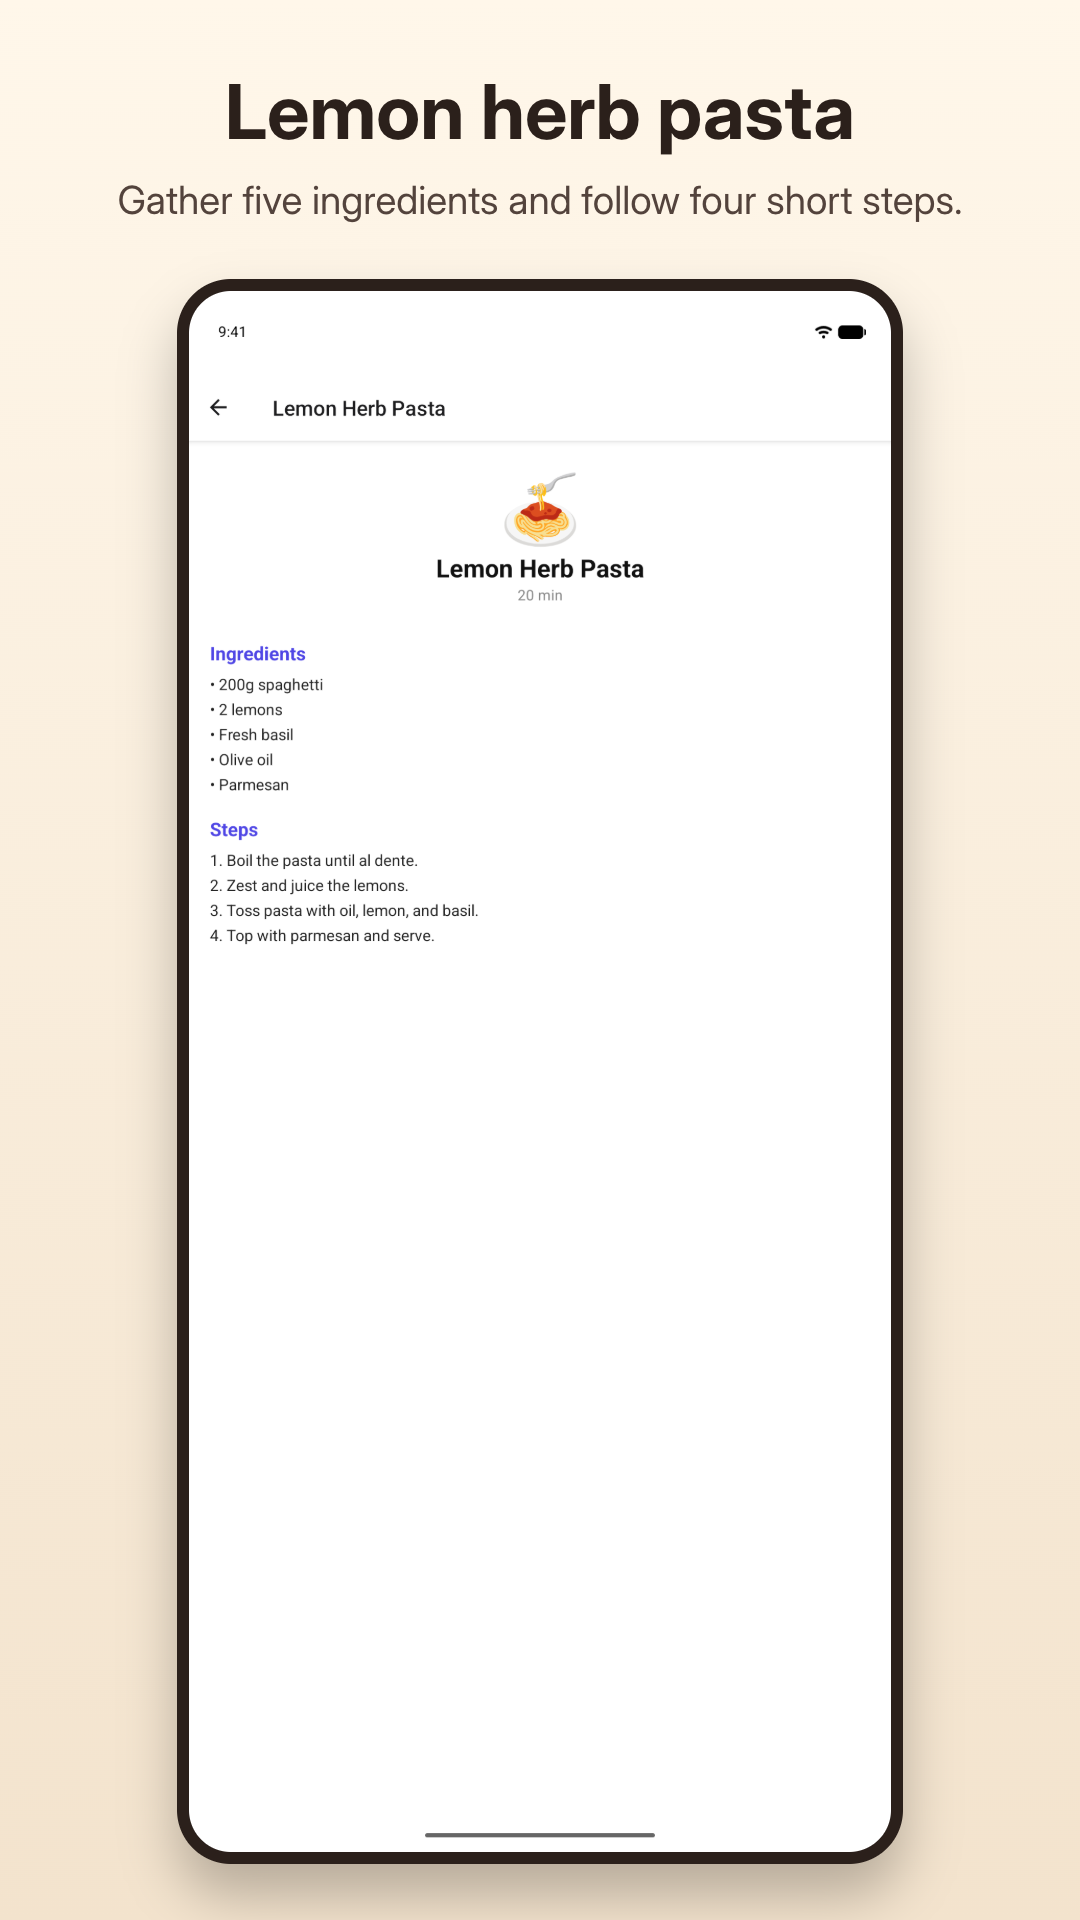 Lemon herb pasta
Gather five ingredients and follow four short steps.
9:41
Lemon Herb Pasta
Lemon Herb Pasta
20 min
Ingredients
• 200g spaghetti
• 2 lemons
• Fresh basil
• Olive oil
• Parmesan
Steps
1. Boil the pasta until al dente.
2. Zest and juice the lemons.
3. Toss pasta with oil, lemon, and basil.
4. Top with parmesan and serve.